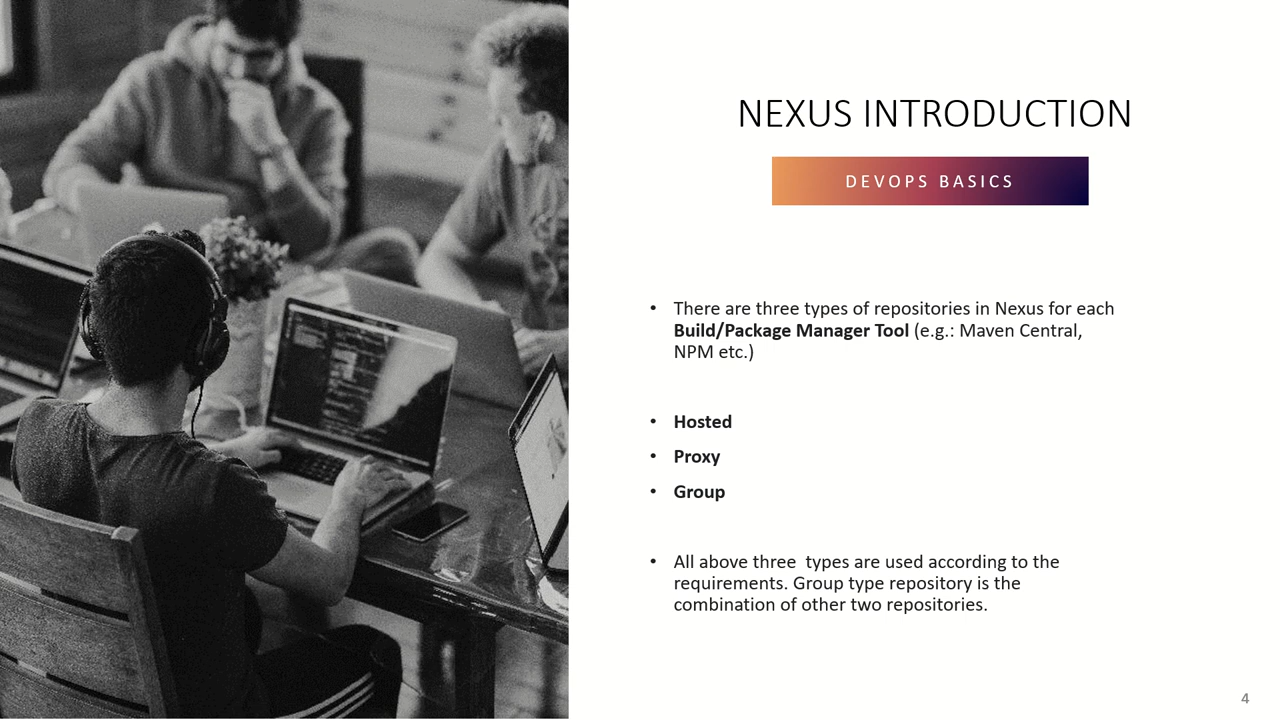 NEXUS INTRODUCTION
DEVOPS BASICS
• There are three types of repositories in Nexus for each
Build/Package Manager Tool (e.g.: Maven Central,
NPM etc.)
• Hosted
• Proxy
• Group
• All above three  types are used according to the
requirements. Group type repository is the
combination of other two repositories.
4